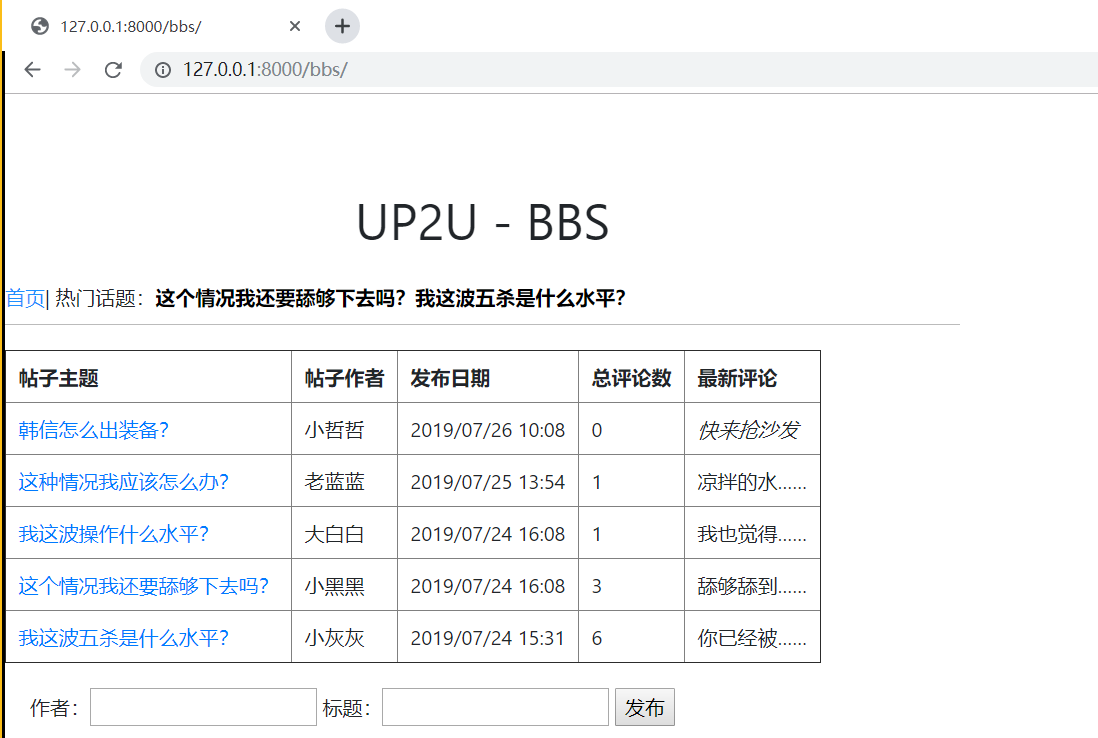 127.0.0.1:8000/bbs/
127.0.0.1:8000/bbs/
UP2U - BBS
首页| 热门话题：这个情况我还要舔够下去吗？我这波五杀是什么水平？
帖子主题 帖子作者 发布日期 总评论数 最新评论
韩信怎么出装备？ 小哲哲 2019/07/26 10:08 0 快来抢沙发
这种情况我应该怎么办？ 老蓝蓝 2019/07/25 13:54 1 凉拌的水......
我这波操作什么水平？ 大白白 2019/07/24 16:08 1 我也觉得......
这个情况我还要舔够下去吗？ 小黑黑 2019/07/24 16:08 3 舔够舔到......
我这波五杀是什么水平？ 小灰灰 2019/07/24 15:31 6 你已经被......
作者： 标题： 发布